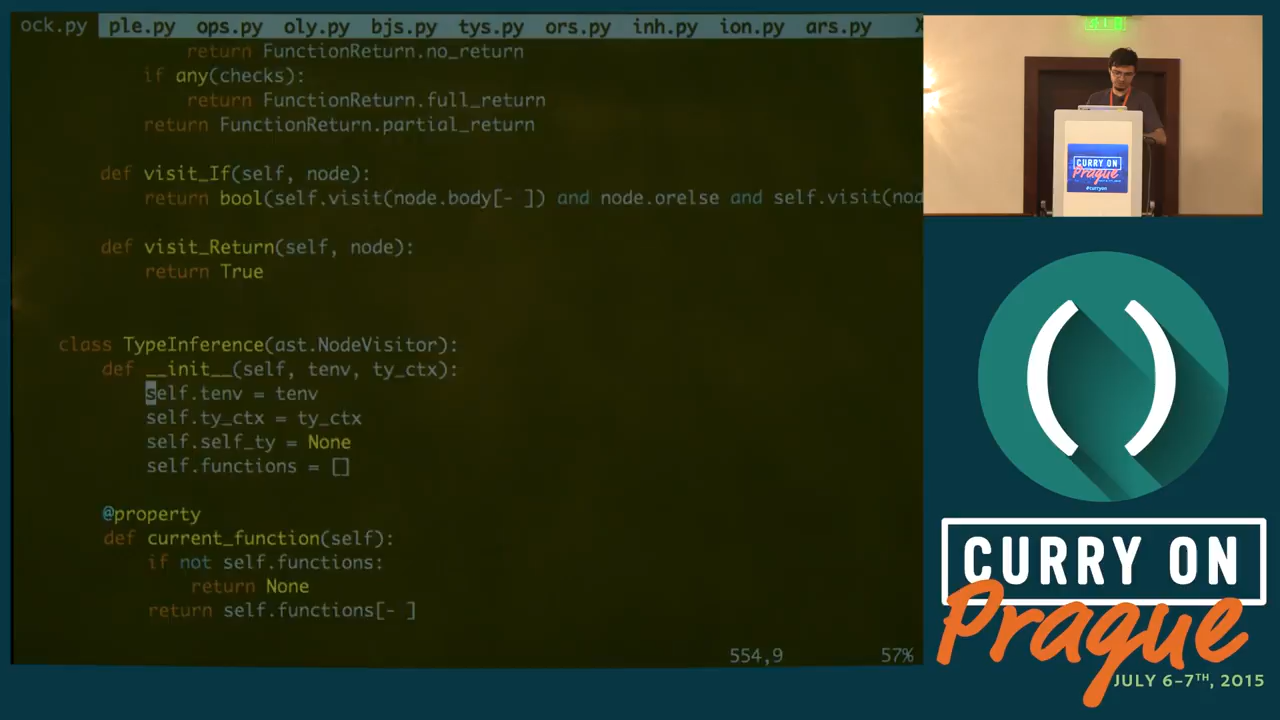 ock.py ple.py ops.py oly.py bjs.py tys.py ors.py inh.py ion.py ars.py X
return FunctionReturn.no_return
if any(checks):
return FunctionReturn.full_return
return FunctionReturn.partial_return
def visit_If(self, node):
return bool(self.visit(node.body[- ]) and node.orelse and self.visit(nod
def visit_Return(self, node):
return True
class TypeInference(ast.NodeVisitor):
def __init__(self, tenv, ty_ctx):
self.tenv = tenv
self.ty_ctx = ty_ctx
self.self_ty = None
self.functions = []
@property
def current_function(self):
if not self.functions:
return None
return self.functions[- ]
554,9 57%
CURRY ON
Prague
#curryon
( )
CURRY ON
Prague
JULY 6-7TH, 2015